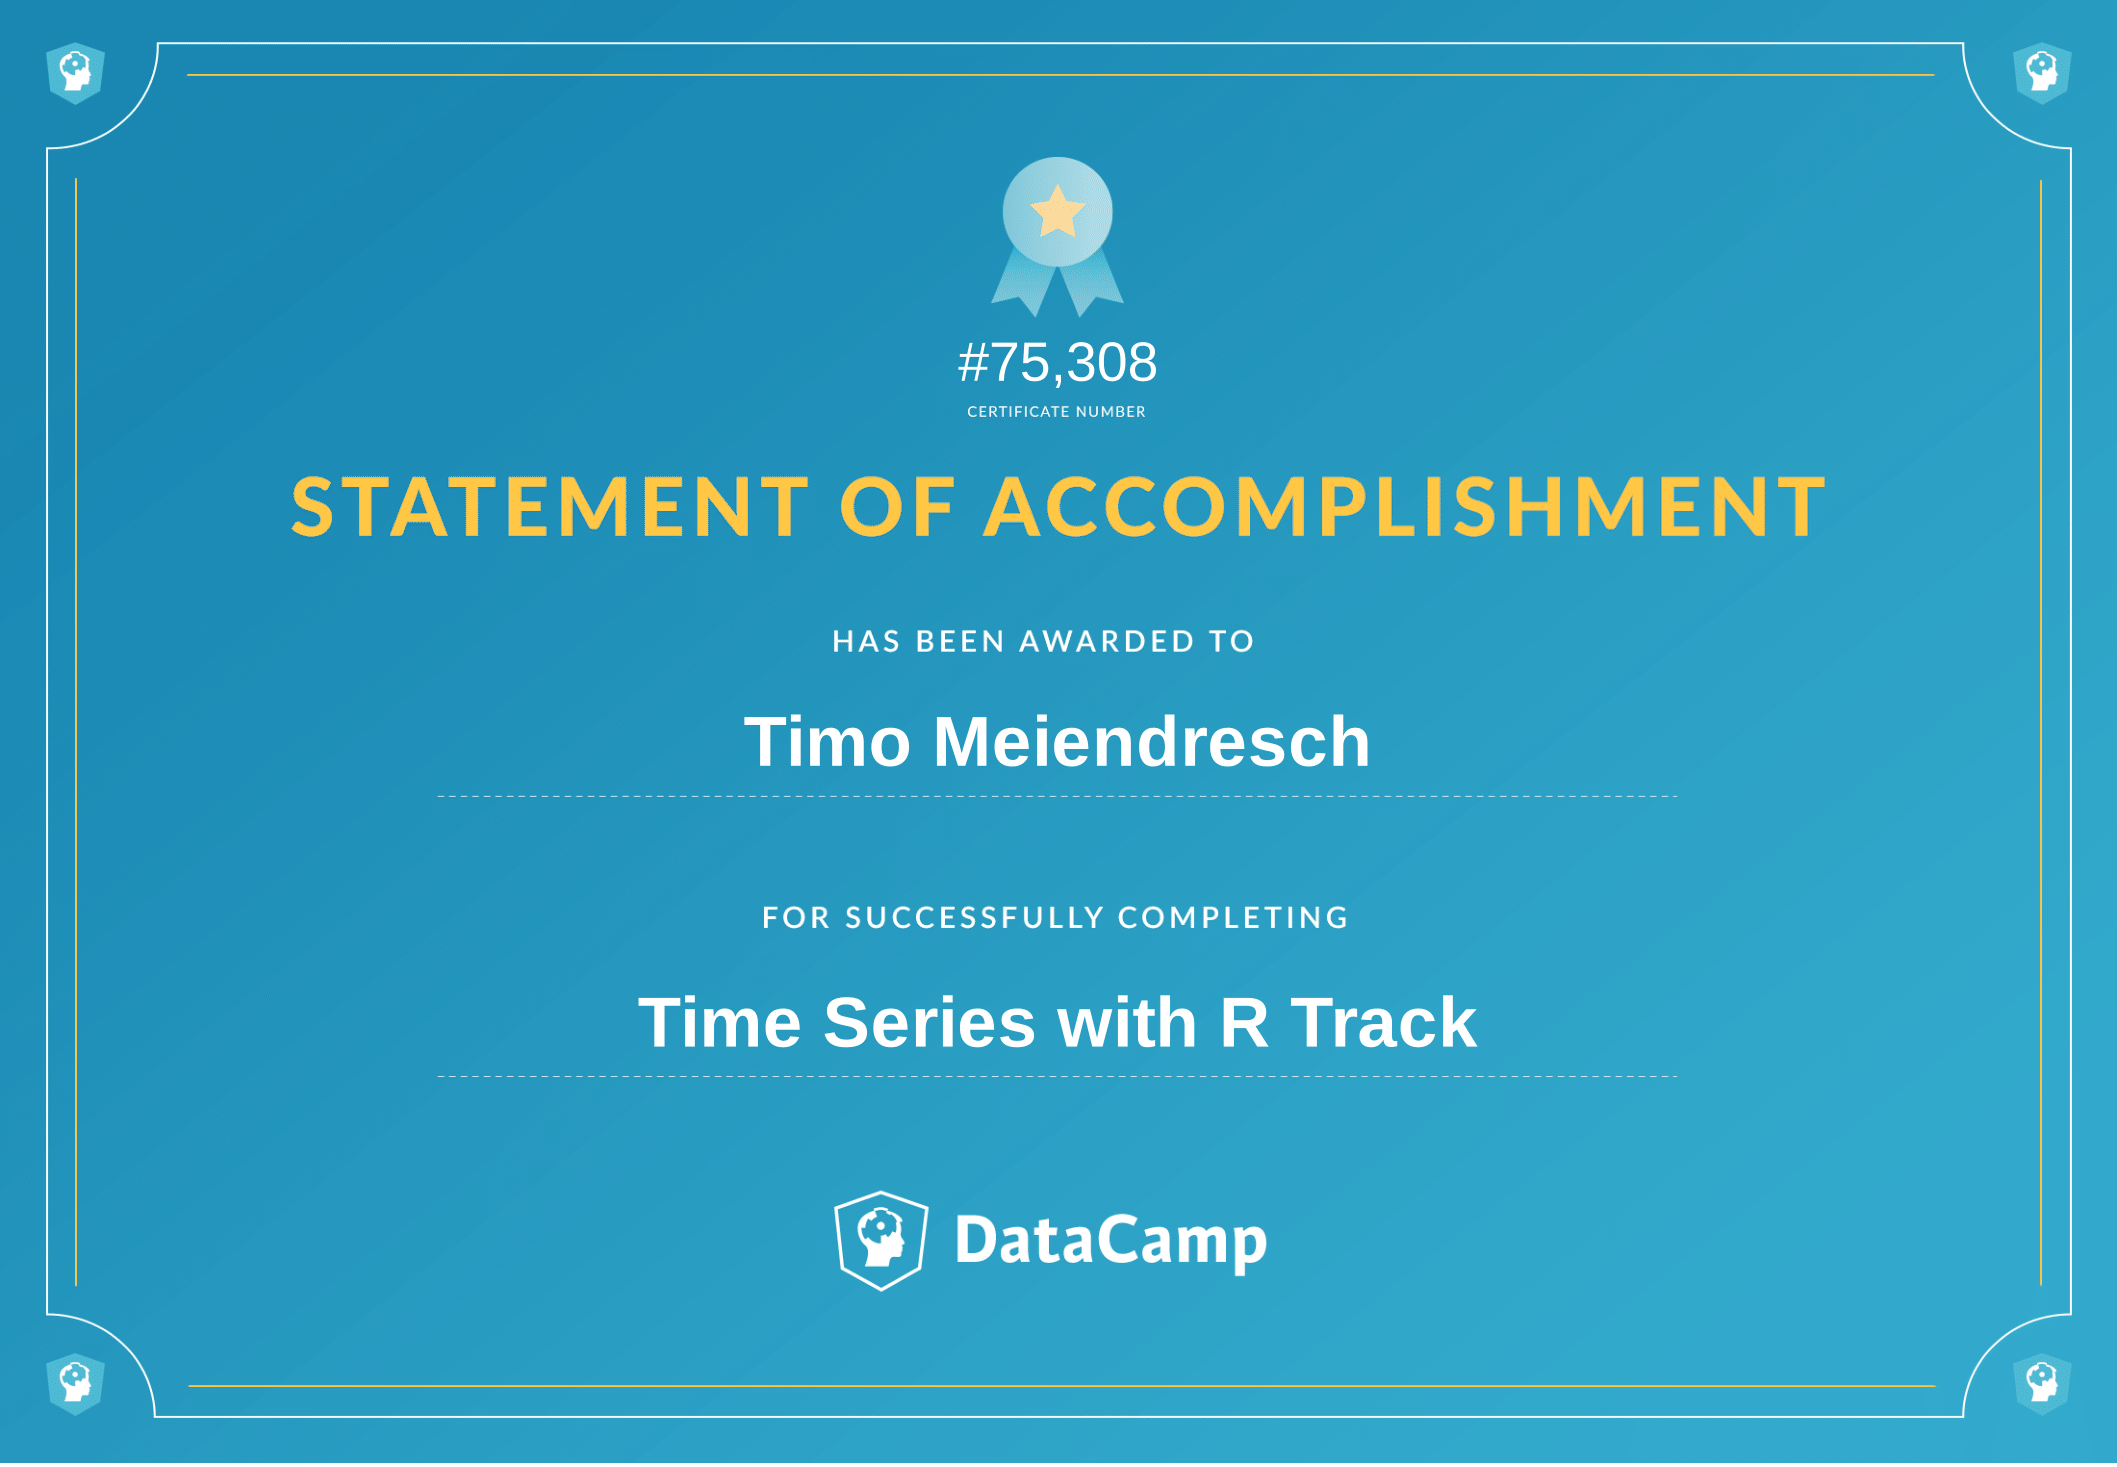 #75,308
CERTIFICATE NUMBER
STATEMENT OF ACCOMPLISHMENT
HAS BEEN AWARDED TO
Timo Meiendresch
FOR SUCCESSFULLY COMPLETING
Time Series with R Track
DataCamp